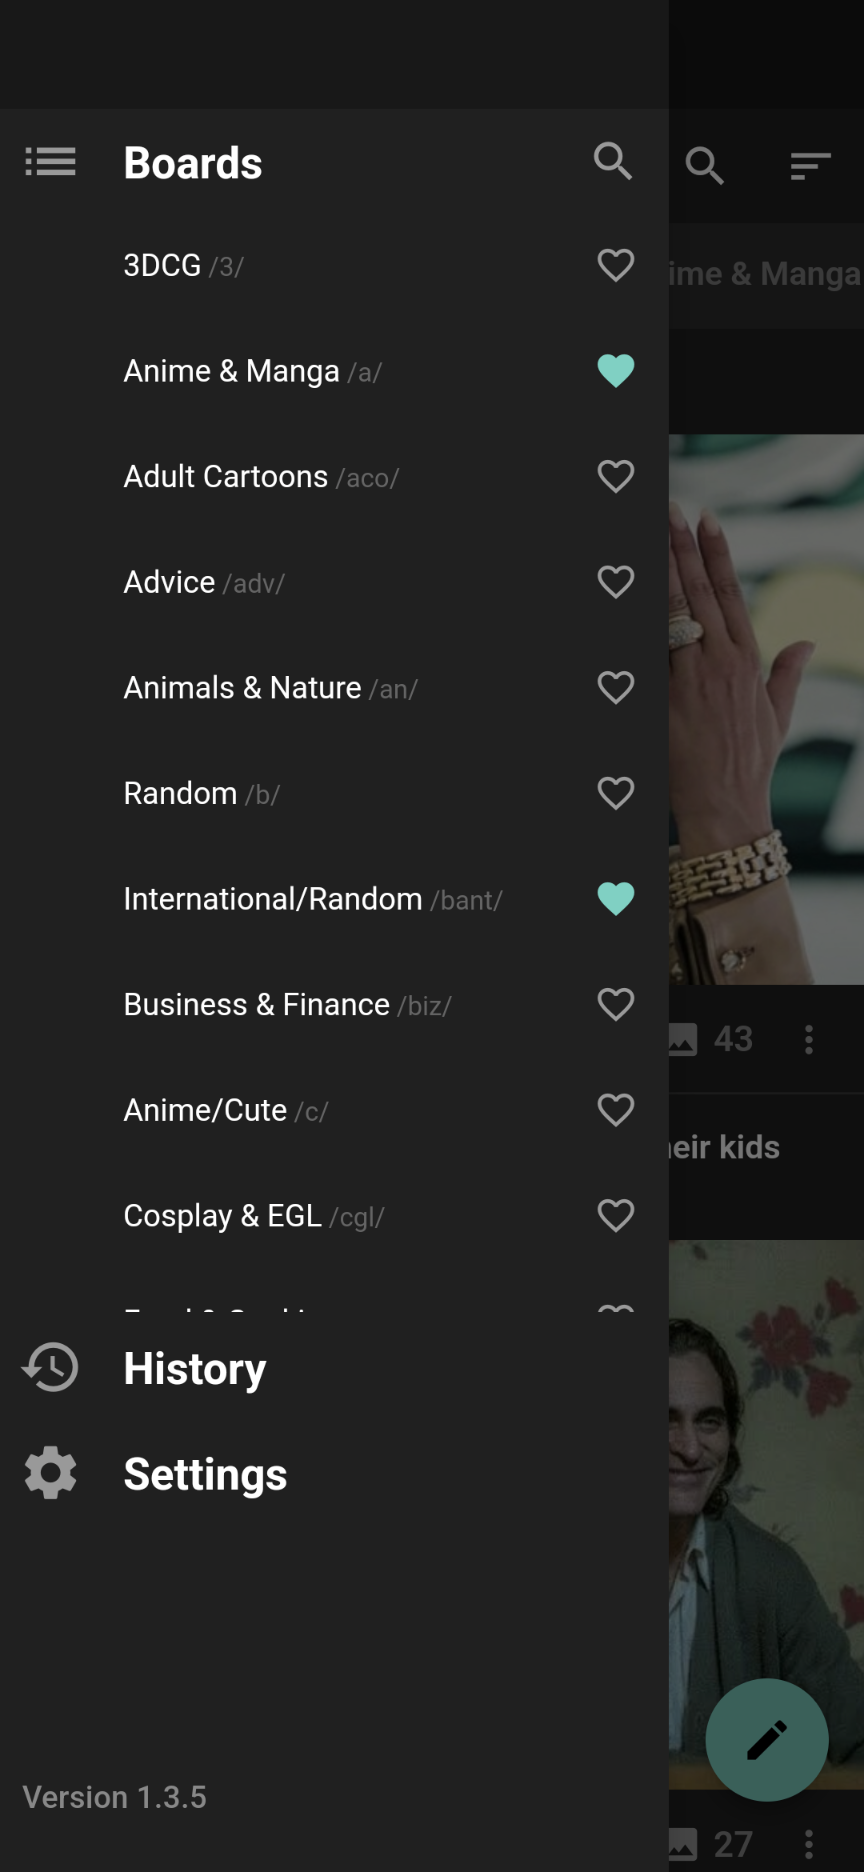 Boards
3DCG /3/
ime & Manga
Anime & Manga /a/
Adult Cartoons /aco/
Advice /adv/
Animals & Nature /an/
Random /b/
International/Random /bant/
Business & Finance /biz/
43
Anime/Cute /c/
eir kids
Cosplay & EGL /cgl/
History
Settings
Version 1.3.5
27